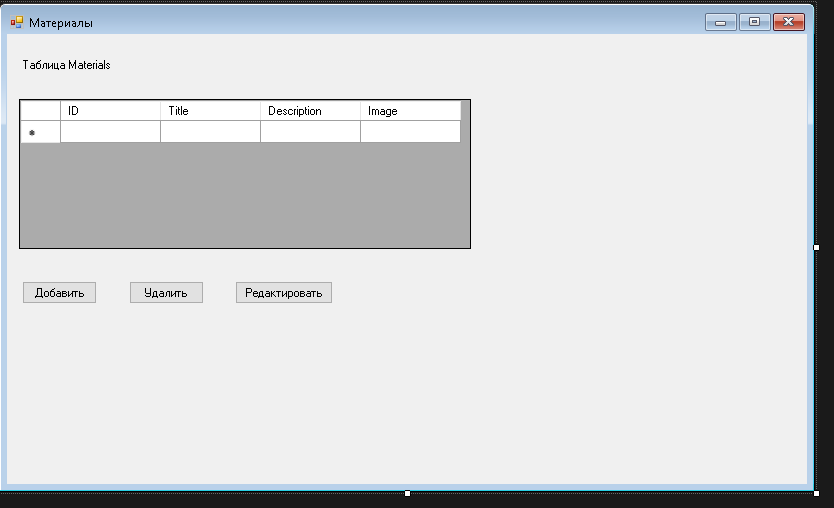 Материалы
Таблица Materials
ID Title Description Image
Добавить Удалить Редактировать